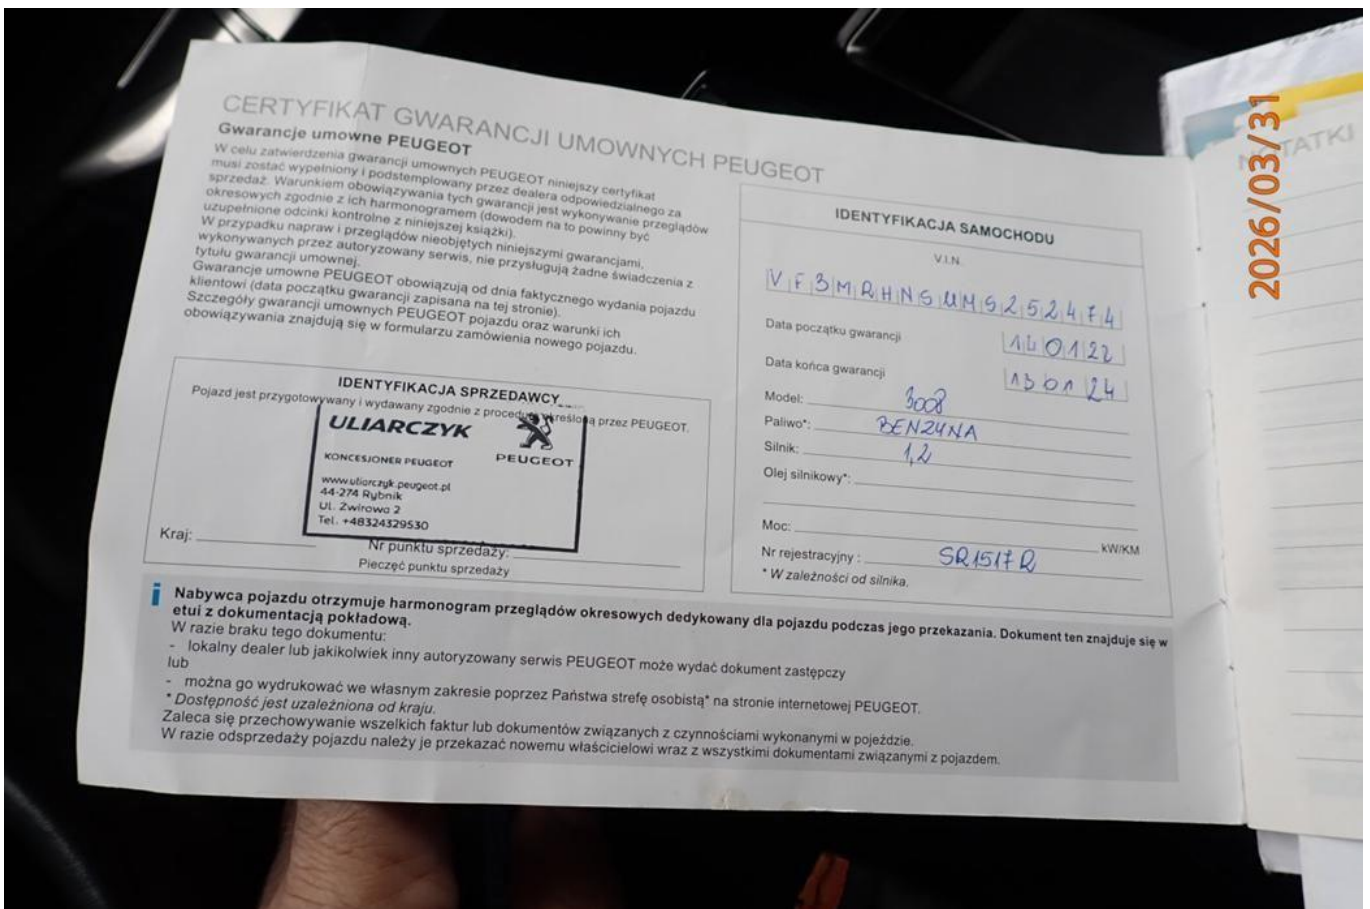 CERTYFIKAT GWARANCJI UMOWNYCH PEUGEOT
Gwarancje umowne PEUGEOT
W celu zatwierdzenia gwarancji umownych PEUGEOT niniejszy certyfikat
musi zostać wypełniony i podstemplowany przez dealera odpowiedzialnego za
sprzedaż. Warunkiem obowiązywania tych gwarancji jest wykonywanie przeglądów
okresowych zgodnie z ich harmonogramem (dowodem na to powinny być
uzupełnione odcinki kontrolne z niniejszej książki).
W przypadku napraw i przeglądów nieobjętych niniejszymi gwarancjami,
wykonywanych przez autoryzowany serwis, nie przysługują żadne świadczenia z
tytułu gwarancji umownej.
Gwarancje umowne PEUGEOT obowiązują od dnia faktycznego wydania pojazdu
klientowi (data początku gwarancji zapisana na tej stronie).
Szczegóły gwarancji umownych PEUGEOT pojazdu oraz warunki ich
obowiązywania znajdują się w formularzu zamówienia nowego pojazdu.
IDENTYFIKACJA SPRZEDAWCY
Pojazd jest przygotowywany i wydawany zgodnie z procedurą określoną przez PEUGEOT.
ULIARCZYK
KONCESJONER PEUGEOT
PEUGEOT
www.uliarczyk.peugeot.pl
44-274 Rybnik
Ul. Żwirowa 2
Tel. +48324329530
Kraj:
Nr punktu sprzedaży:
Pieczęć punktu sprzedaży
IDENTYFIKACJA SAMOCHODU
V.I.N.
VF3MRHNSUMS252474
Data początku gwarancji
140122
Data końca gwarancji
130124
Model: 3008
Paliwo*: BENZYNA
Silnik: 1,2
Olej silnikowy*:
Moc: kW/KM
Nr rejestracyjny : SR1517R
* W zależności od silnika.
i
Nabywca pojazdu otrzymuje harmonogram przeglądów okresowych dedykowany dla pojazdu podczas jego przekazania. Dokument ten znajduje się w
etui z dokumentacją pokładową.
W razie braku tego dokumentu:
- lokalny dealer lub jakikolwiek inny autoryzowany serwis PEUGEOT może wydać dokument zastępczy
lub
- można go wydrukować we własnym zakresie poprzez Państwa strefę osobistą* na stronie internetowej PEUGEOT.
* Dostępność jest uzależniona od kraju.
Zaleca się przechowywanie wszelkich faktur lub dokumentów związanych z czynnościami wykonanymi w pojeździe.
W razie odsprzedaży pojazdu należy je przekazać nowemu właścicielowi wraz z wszystkimi dokumentami związanymi z pojazdem.
NOTATKI
2026/03/31